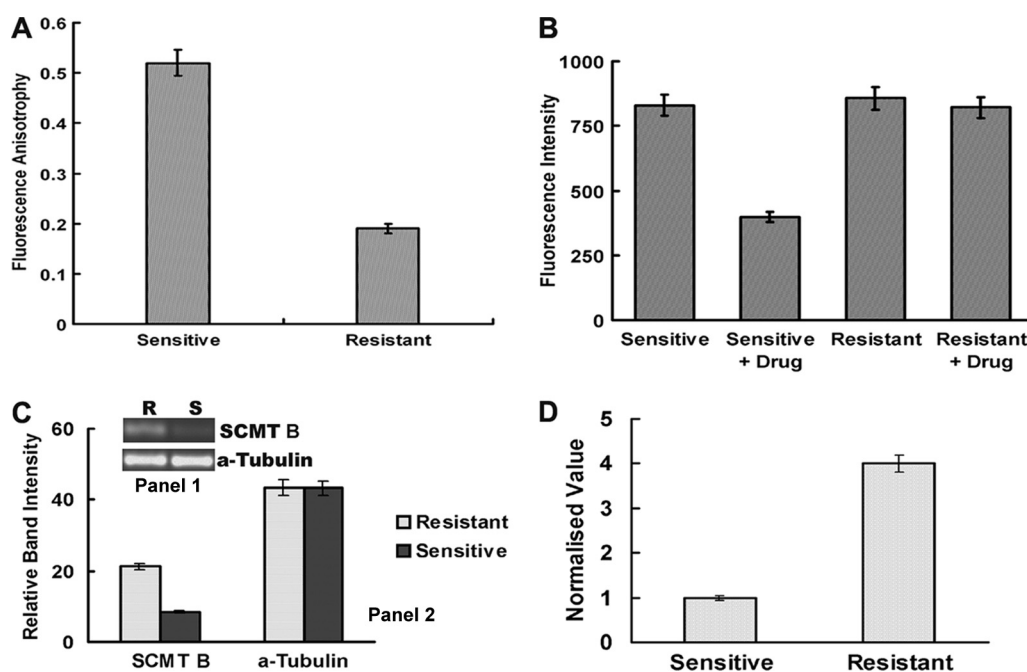 A
Fluorescence Anisotrophy
0.6
0.5
0.4
0.3
0.2
0.1
0
Sensitive
Resistant
B
Fluorescence Intensity
1000
750
500
250
000
Sensitive
Sensitive
+ Drug
Resistant
Resistant
+ Drug
C
Relative Band Intensity
60
40
20
0
R S
SCMT B
a-Tubulin
Panel 1
Resistant
Sensitive
Panel 2
SCMT B
a-Tubulin
D
Normalised Value
5
4
3
2
1
0
Sensitive
Resistant